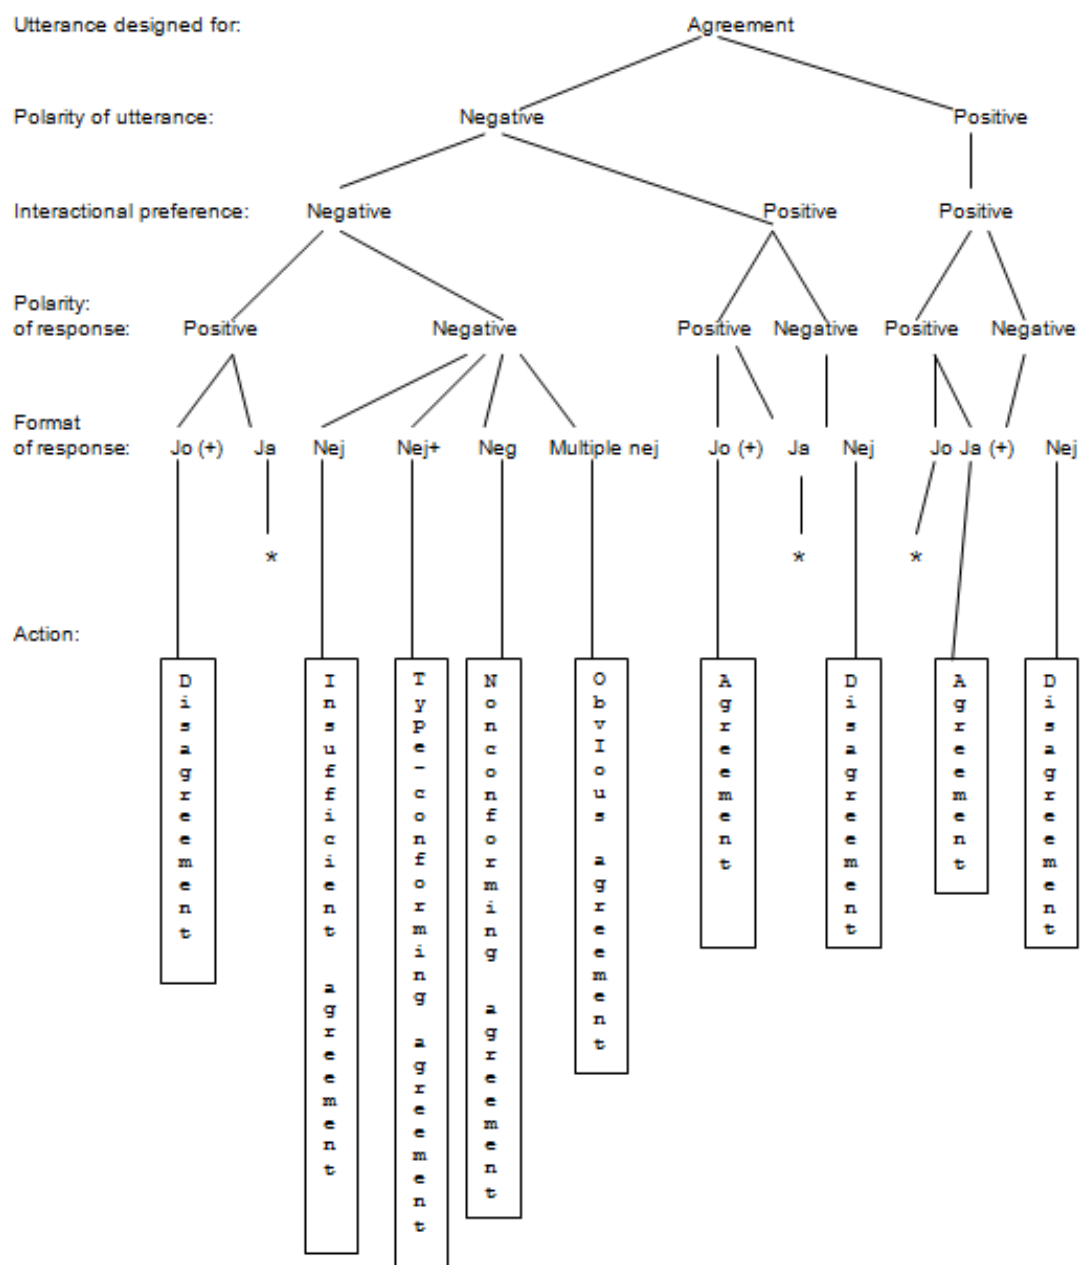 Utterance designed for: Agreement
Polarity of utterance: Negative Positive
Interactional preference: Negative Positive Positive
Polarity:
of response: Positive Negative Positive Negative Positive Negative
Format
of response: Jo (+) Ja Nej Nej+ Neg Multiple nej Jo (+) Ja Nej Jo Ja (+) Nej
* * *
Action:
Disagreement
Insufficient agreement
Type-conforming agreement
Nonconforming agreement
ObvIous agreement
Agreement
Disagreement
Agreement
Disagreement